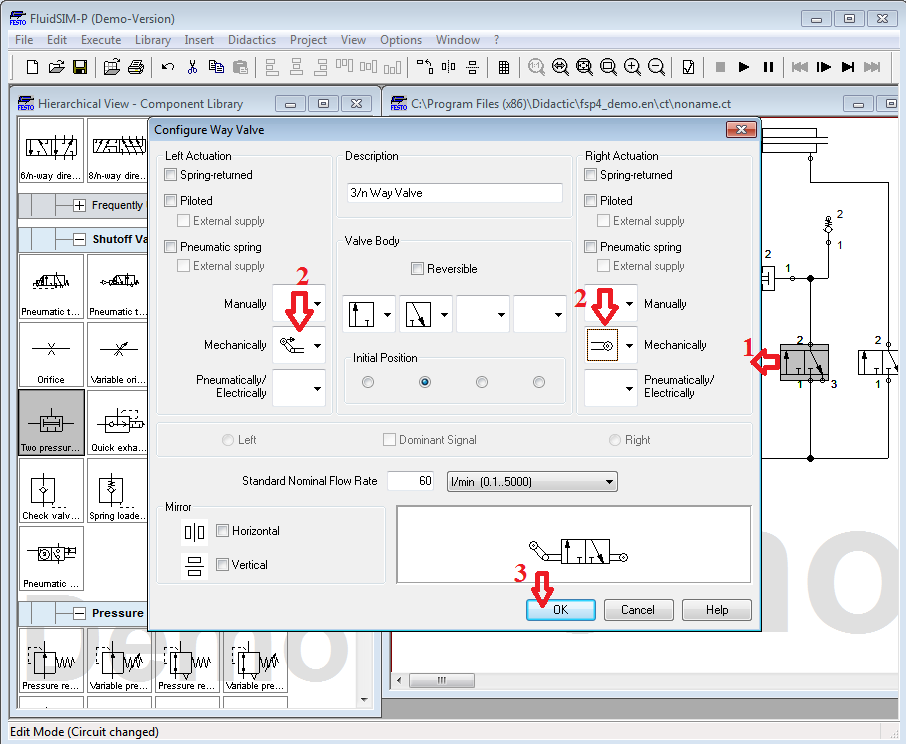 FluidSIM-P (Demo-Version)
File Edit Execute Library Insert Didactics Project View Options Window ?
FESTO Hierarchical View - Component Library
FESTO C:\Program Files (x86)\Didactic\fsp4_demo.en\ct\noname.ct
6/n-way dire...
8/n-way dire...
Frequently
Shutoff Va
Pneumatic t...
Pneumatic t...
Orifice
Variable ori...
Two pressur...
Quick exha...
Check valv...
Spring loade...
Pneumatic ...
Pressure
Pressure re...
Variable pre...
Pressure re...
Variable pre...
Demo
Configure Way Valve
Left Actuation
Spring-returned
Piloted
External supply
Pneumatic spring
External supply
Manually
Mechanically
Pneumatically/
Electrically
2
Description
3/n Way Valve
Valve Body
Reversible
Initial Position
Right Actuation
Spring-returned
Piloted
External supply
Pneumatic spring
External supply
2
Manually
Mechanically
Pneumatically/
Electrically
Left
Dominant Signal
Right
Standard Nominal Flow Rate 60 l/min (0.1..5000)
Mirror
Horizontal
Vertical
3
OK Cancel Help
2
1
2
1
1
2
1
3
2
1
Demo
Edit Mode (Circuit changed)